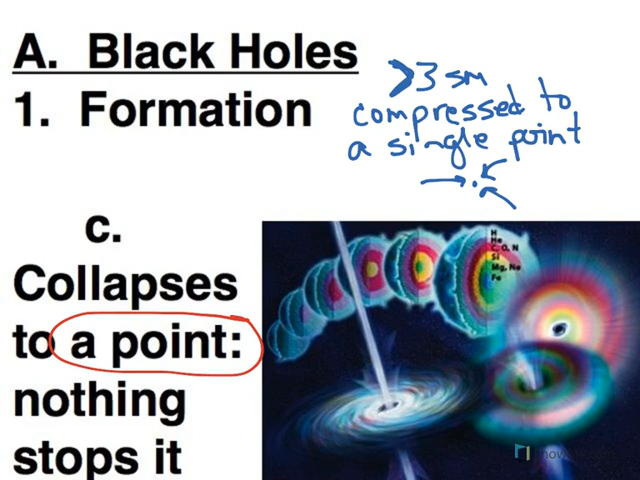 A. Black Holes
1. Formation
>3 sm
compressed to
a single point
c.
Collapses
to a point:
nothing
stops it
H
He
C, O, N
Si
Mg, Ne
Fe